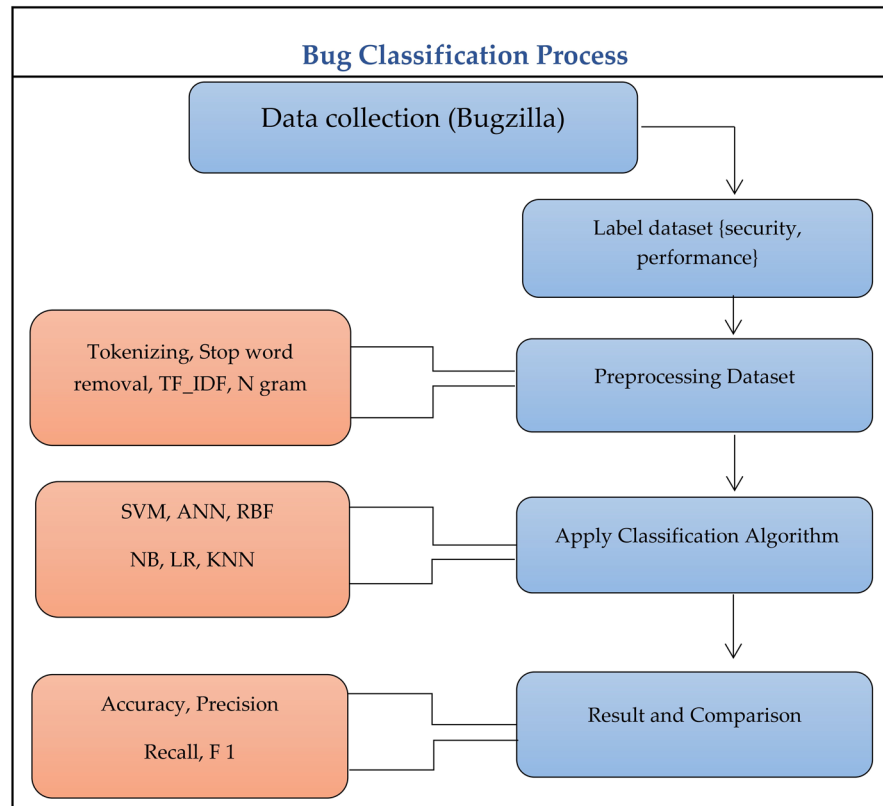 Bug Classification Process
Data collection (Bugzilla)
Label dataset {security,
performance}
Tokenizing, Stop word
removal, TF_IDF, N gram
Preprocessing Dataset
SVM, ANN, RBF
NB, LR, KNN
Apply Classification Algorithm
Accuracy, Precision
Recall, F 1
Result and Comparison